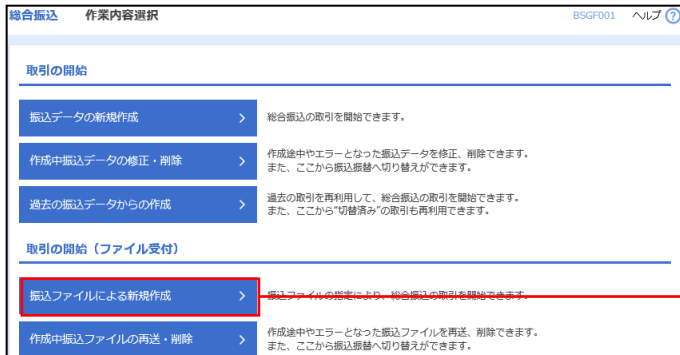 総合振込 作業内容選択 BSGF001 ヘルプ ?
取引の開始
振込データの新規作成 >
総合振込の取引を開始できます。
作成中振込データの修正・削除 >
作成途中やエラーとなった振込データを修正、削除できます。
また、ここから振込振替へ切り替えができます。
過去の振込データからの作成 >
過去の取引を再利用して、総合振込の取引を開始できます。
また、ここから"切替済み"の取引も再利用できます。
取引の開始（ファイル受付）
振込ファイルによる新規作成 >
振込ファイルの指定により、総合振込の取引を開始できます。
作成中振込ファイルの再送・削除 >
作成途中やエラーとなった振込ファイルを再送、削除できます。
また、ここから振込振替へ切り替えができます。